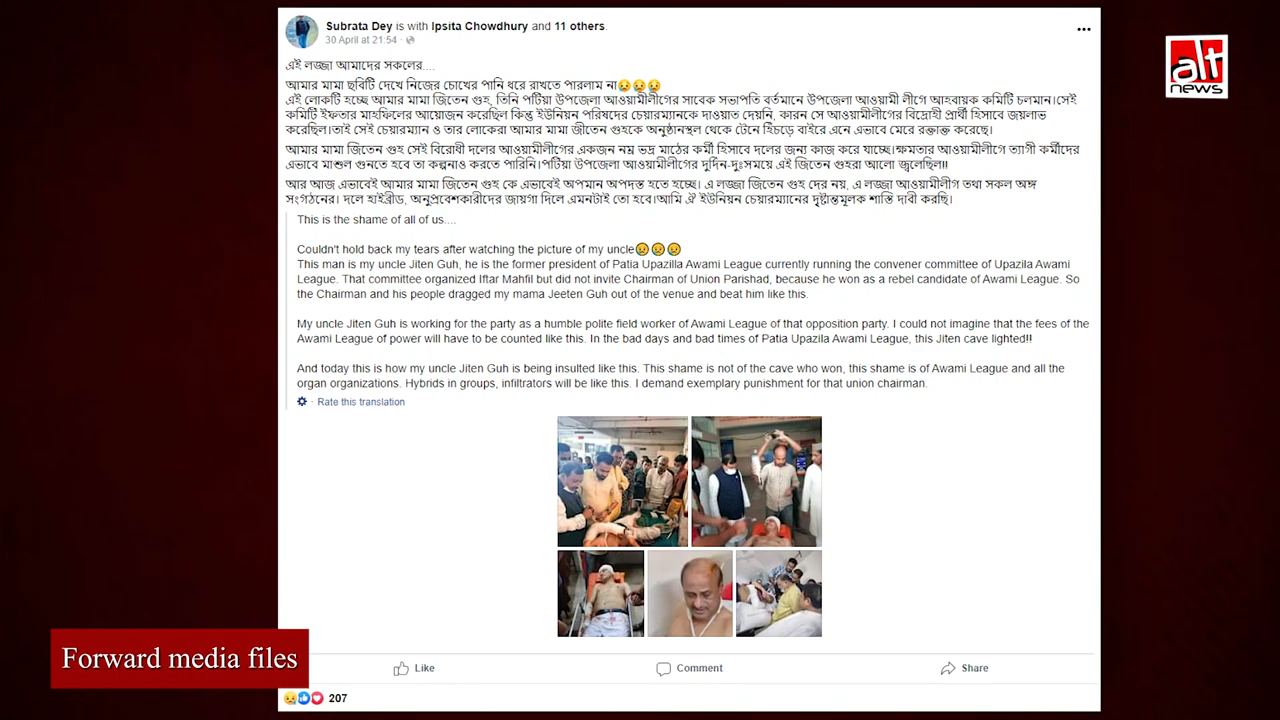 Subrata Dey is with Ipsita Chowdhury and 11 others.
30 April at 21:54
alt
news
এই লজ্জা আমাদের সকলের....
আমার মামা ছবিটি দেখে নিজের চোখের পানি ধরে রাখতে পারলাম না😥😥😥
এই লোকটি হচ্ছে আমার মামা জিতেন গুহ, তিনি পটিয়া উপজেলা আওয়ামীলীগের সাবেক সভাপতি বর্তমানে উপজেলা আওয়ামী লীগে আহবায়ক কমিটি চলমান।সেই
কমিটি ইফতার মাহফিলের আয়োজন করেছিল কিন্তু ইউনিয়ন পরিষদের চেয়ারম্যানকে দাওয়াত দেয়নি, কারন সে আওয়ামীলীগের বিদ্রোহী প্রার্থী হিসাবে জয়লাভ
করেছিল।তাই সেই চেয়ারম্যান ও তার লোকেরা আমার মামা জীতেন গুহকে অনুষ্ঠানস্থল থেকে টেনে হিঁচড়ে বাইরে এনে এভাবে মেরে রক্তাক্ত করেছে।
আমার মামা জিতেন গুহ সেই বিরোধী দলের আওয়ামীলীগের একজন নম্র ভদ্র মাঠের কর্মী হিসাবে দলের জন্য কাজ করে যাচ্ছে।ক্ষমতার আওয়ামীলীগে ত্যাগী কর্মীদের
এভাবে মাশুল গুনতে হবে তা কল্পনাও করতে পারিনি।পটিয়া উপজেলা আওয়ামীলীগের দুর্দিন-দুঃসময়ে এই জিতেন গুহরা আলো জ্বলেছিল!!
আর আজ এভাবেই আমার মামা জিতেন গুহ কে এভাবেই অপমান অপদস্ত হতে হচ্ছে। এ লজ্জা জিতেন গুহ দের নয়, এ লজ্জা আওয়ামীলীগ তথা সকল অঙ্গ
সংগঠনের। দলে হাইব্রীড, অনুপ্রবেশকারীদের জায়গা দিলে এমনটাই তো হবে।আমি ঐ ইউনিয়ন চেয়ারম্যানের দৃষ্টান্তমূলক শাস্তি দাবী করছি।
This is the shame of all of us....
Couldn't hold back my tears after watching the picture of my uncle😥😥😥
This man is my uncle Jiten Guh, he is the former president of Patia Upazilla Awami League currently running the convener committee of Upazila Awami
League. That committee organized Iftar Mahfil but did not invite Chairman of Union Parishad, because he won as a rebel candidate of Awami League. So
the Chairman and his people dragged my mama Jeeten Guh out of the venue and beat him like this.
My uncle Jiten Guh is working for the party as a humble polite field worker of Awami League of that opposition party. I could not imagine that the fees of the
Awami League of power will have to be counted like this. In the bad days and bad times of Patia Upazila Awami League, this Jiten cave lighted!!
And today this is how my uncle Jiten Guh is being insulted like this. This shame is not of the cave who won, this shame is of Awami League and all the
organ organizations. Hybrids in groups, infiltrators will be like this. I demand exemplary punishment for that union chairman.
Rate this translation
Forward media files
Like Comment Share
207